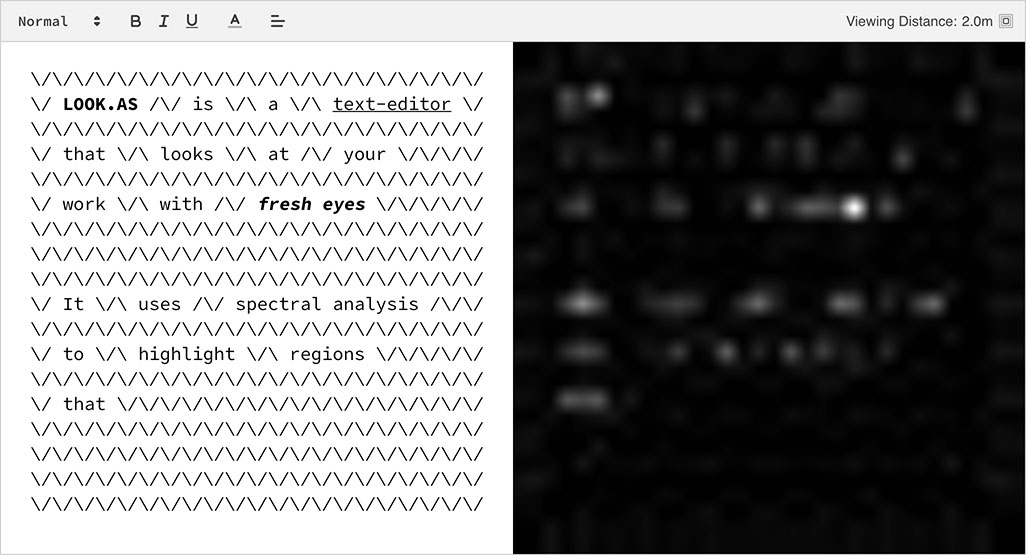 Normal B I U A Viewing Distance: 2.0m
\/\/\/\/\/\/\/\/\/\/\/\/\/\/\/\/\/\/\/\/\/
\/ LOOK.AS /\/ is \/\ a \/\ text-editor \/
\/\/\/\/\/\/\/\/\/\/\/\/\/\/\/\/\/\/\/\/\/
\/ that \/\ looks \/\ at /\/ your \/\/\/\/
\/\/\/\/\/\/\/\/\/\/\/\/\/\/\/\/\/\/\/\/\/
\/ work \/\ with /\/ fresh eyes \/\/\/\/\/
\/\/\/\/\/\/\/\/\/\/\/\/\/\/\/\/\/\/\/\/\/
\/\/\/\/\/\/\/\/\/\/\/\/\/\/\/\/\/\/\/\/\/
\/\/\/\/\/\/\/\/\/\/\/\/\/\/\/\/\/\/\/\/\/
\/ It \/\ uses /\/ spectral analysis /\/\/
\/\/\/\/\/\/\/\/\/\/\/\/\/\/\/\/\/\/\/\/\/
\/ to \/\ highlight \/\ regions \/\/\/\/\/
\/\/\/\/\/\/\/\/\/\/\/\/\/\/\/\/\/\/\/\/\/
\/ that \/\/\/\/\/\/\/\/\/\/\/\/\/\/\/\/\/
\/\/\/\/\/\/\/\/\/\/\/\/\/\/\/\/\/\/\/\/\/
\/\/\/\/\/\/\/\/\/\/\/\/\/\/\/\/\/\/\/\/\/
\/\/\/\/\/\/\/\/\/\/\/\/\/\/\/\/\/\/\/\/\/
\/\/\/\/\/\/\/\/\/\/\/\/\/\/\/\/\/\/\/\/\/